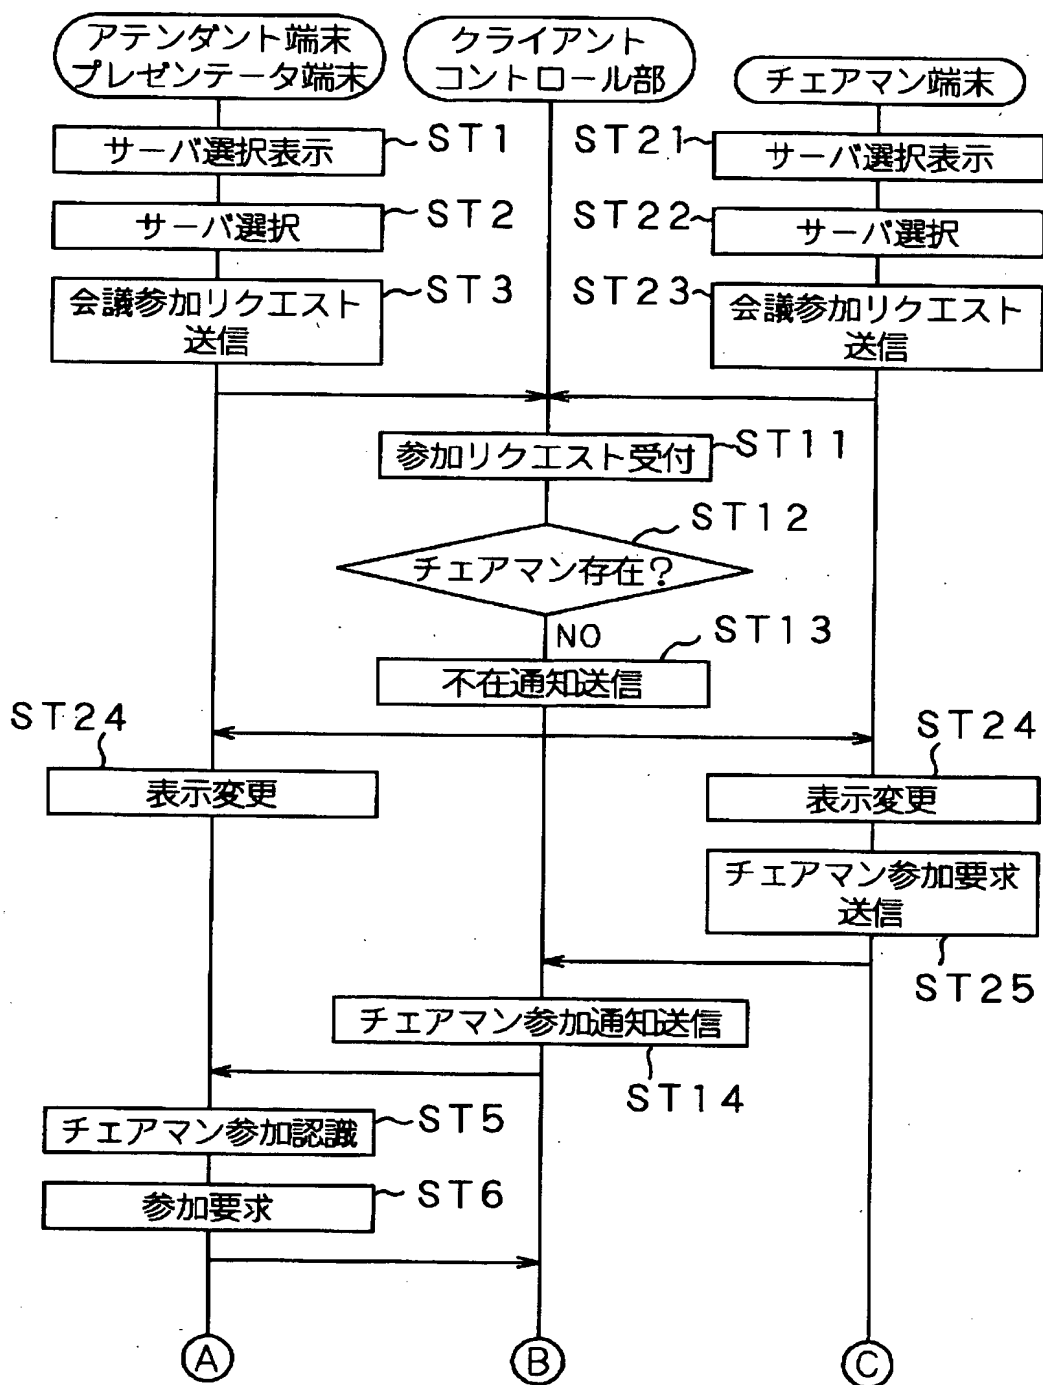 アテンダント端末
プレゼンテータ端末
クライアント
コントロール部
チェアマン端末
サーバ選択表示
ST1
ST21
サーバ選択表示
サーバ選択
ST2
ST22
サーバ選択
会議参加リクエスト
送信
ST3
ST23
会議参加リクエスト
送信
参加リクエスト受付
ST11
ST12
チェアマン存在?
NO
ST13
不在通知送信
ST24
表示変更
ST24
表示変更
チェアマン参加要求
送信
ST25
チェアマン参加通知送信
ST14
チェアマン参加認識
ST5
参加要求
ST6
A
B
C